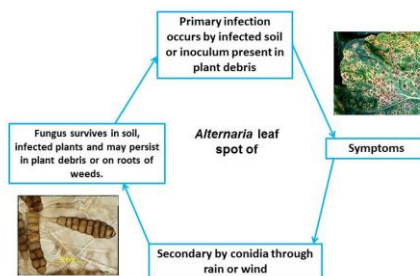 Primary infection
occurs by infected soil
or inoculum present in
plant debris
Fungus survives in soil,
infected plants and may persist
in plant debris or on roots of
weeds.
Alternaria leaf
spot of
Symptoms
Secondary by conidia through
rain or wind